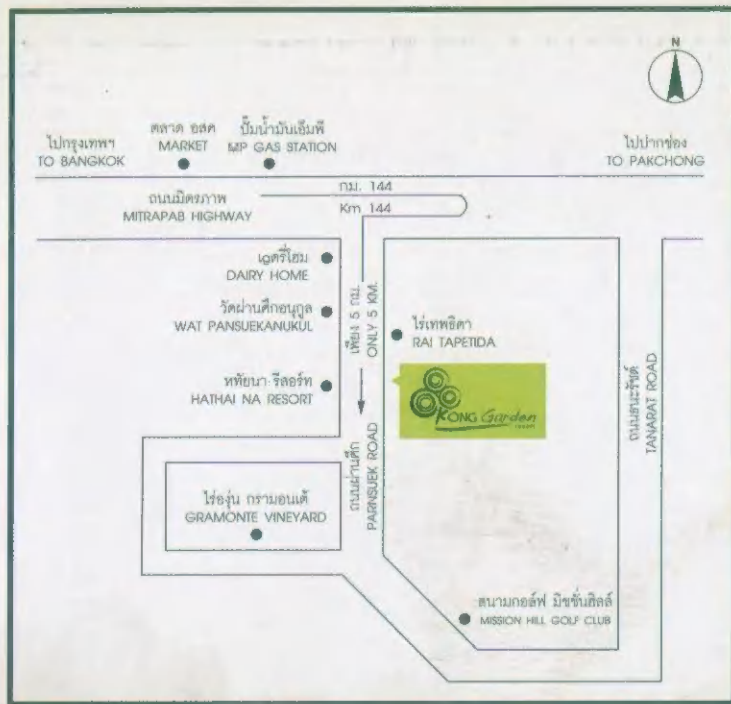 N
ไปกรุงเทพฯ
TO BANGKOK
ตลาด อสค
MARKET
ปั๊มน้ำมันเอ็มพี
MP GAS STATION
ไปปากช่อง
TO PAKCHONG
ถนนมิตรภาพ
MITRAPAB HIGHWAY
กม. 144
Km 144
แดรี่โฮม
DAIRY HOME
วัดผ่านศึกอนุกูล
WAT PANSUEKANUKUL
หทัยนา รีสอร์ท
HATHAI NA RESORT
เพียง 5 กม.
ONLY 5 KM.
ไร่เทพธิดา
RAI TAPETIDA
KONG Garden
resort
ถนนผ่านศึก
PARNSUEK ROAD
ถนนธนะรัชต์
TANARAT ROAD
ไร่องุ่น กรามอนเต้
GRAMONTE VINEYARD
สนามกอล์ฟ มิชชั่นฮิลล์
MISSION HILL GOLF CLUB